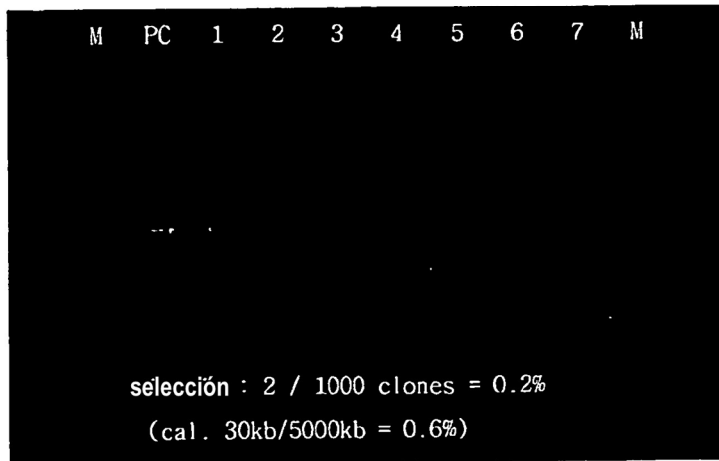 M PC 1 2 3 4 5 6 7 M
selección : 2 / 1000 clones = 0.2%
(cal. 30kb/5000kb = 0.6%)